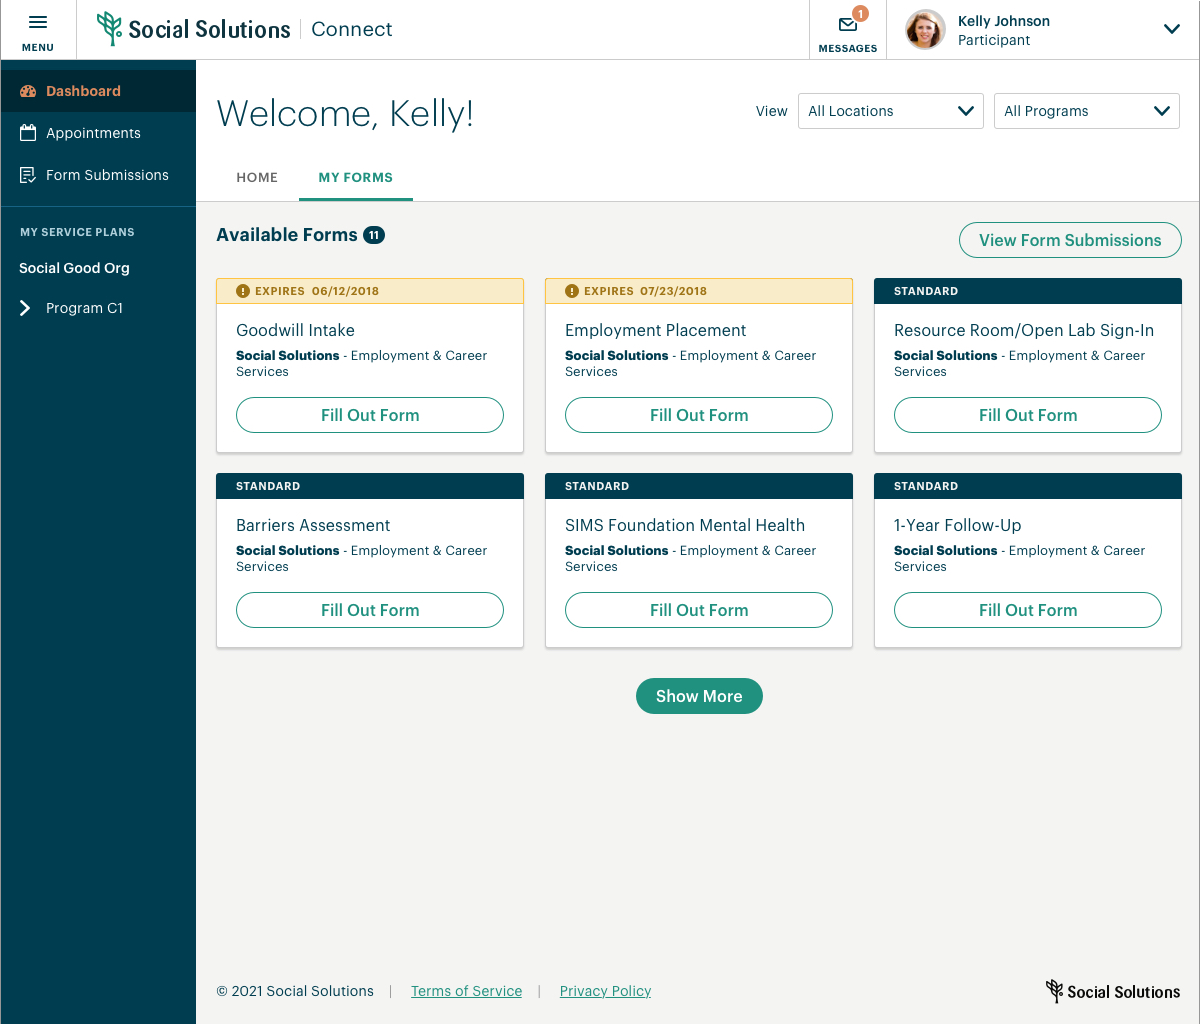 MENU
Social Solutions
Connect
1
MESSAGES
Kelly Johnson
Participant
Dashboard
Appointments
Form Submissions
MY SERVICE PLANS
Social Good Org
Program C1
Welcome, Kelly!
View
All Locations
All Programs
HOME
MY FORMS
Available Forms 11
View Form Submissions
EXPIRES 06/12/2018
Goodwill Intake
Social Solutions - Employment & Career
Services
Fill Out Form
EXPIRES 07/23/2018
Employment Placement
Social Solutions - Employment & Career
Services
Fill Out Form
STANDARD
Resource Room/Open Lab Sign-In
Social Solutions - Employment & Career
Services
Fill Out Form
STANDARD
Barriers Assessment
Social Solutions - Employment & Career
Services
Fill Out Form
STANDARD
SIMS Foundation Mental Health
Social Solutions - Employment & Career
Services
Fill Out Form
STANDARD
1-Year Follow-Up
Social Solutions - Employment & Career
Services
Fill Out Form
Show More
© 2021 Social Solutions | Terms of Service | Privacy Policy
Social Solutions